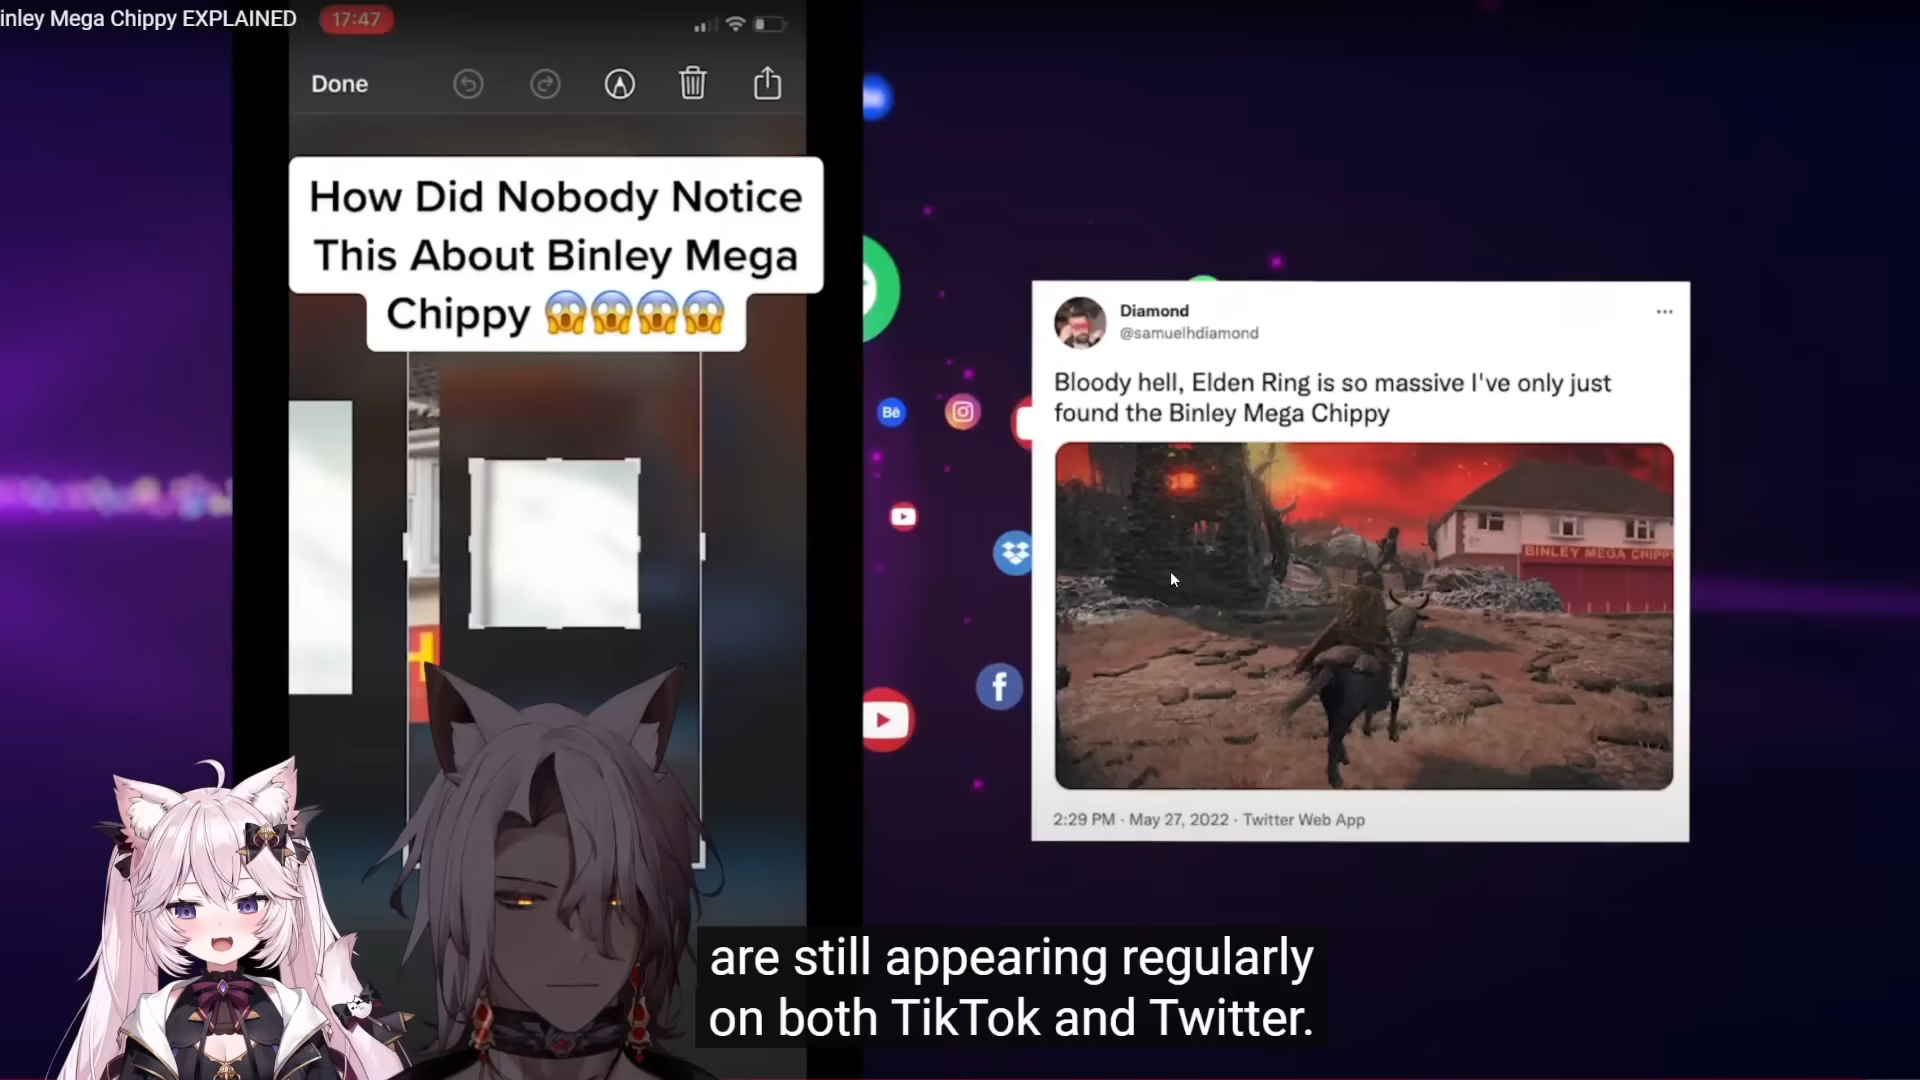 inley Mega Chippy EXPLAINED
17:47
Done
How Did Nobody Notice
This About Binley Mega
Chippy 😱😱😱😱
Bē
Diamond
@samuelhdiamond
Bloody hell, Elden Ring is so massive I've only just
found the Binley Mega Chippy
BINLEY MEGA CHIPP
2:29 PM · May 27, 2022 · Twitter Web App
are still appearing regularly
on both TikTok and Twitter.